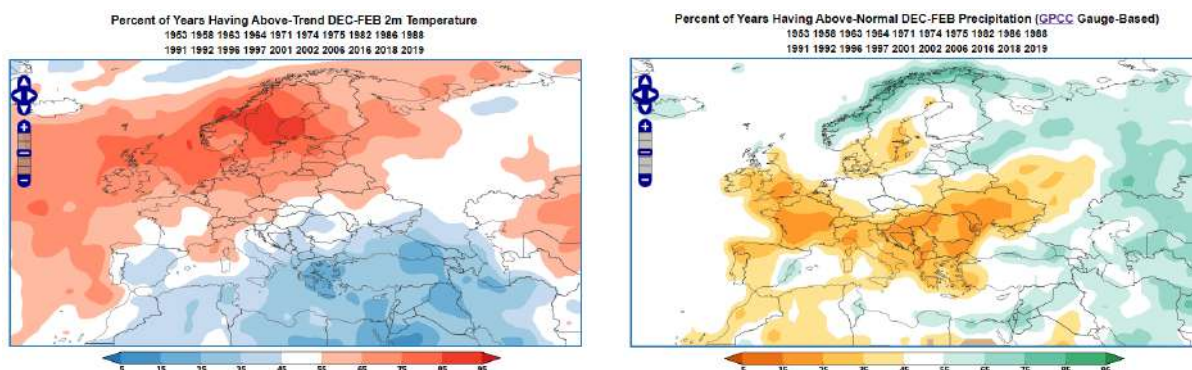 Percent of Years Having Above-Trend DEC-FEB 2m Temperature
1953 1958 1963 1964 1971 1974 1975 1982 1986 1988
1991 1992 1996 1997 2001 2002 2006 2016 2018 2019
5 15 25 35 45 55 65 75 85 95
Percent of Years Having Above-Normal DEC-FEB Precipitation (GPCC Gauge-Based)
1953 1958 1963 1964 1971 1974 1975 1982 1986 1988
1991 1992 1996 1997 2001 2002 2006 2016 2018 2019
5 15 25 35 45 55 65 75 85 95